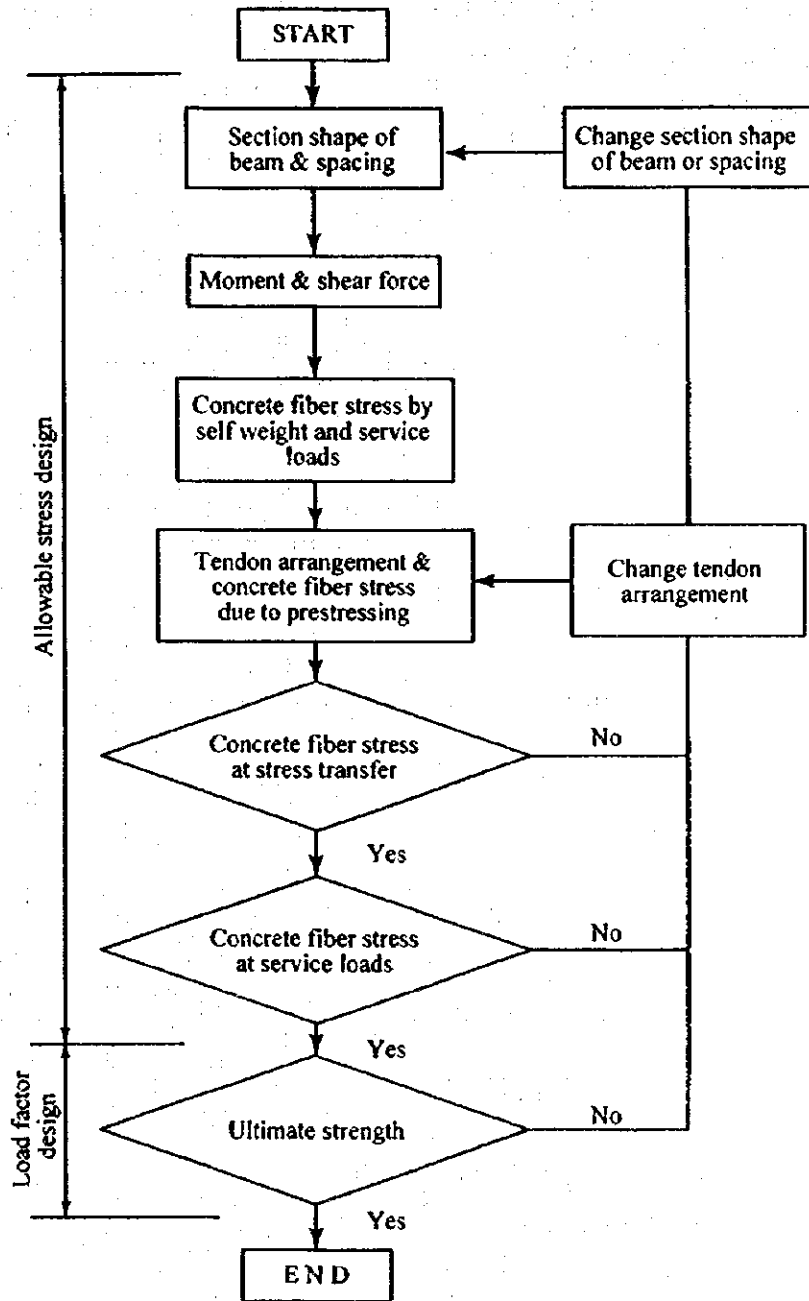 START
Section shape of
beam & spacing
Change section shape
of beam or spacing
Moment & shear force
Concrete fiber stress by
self weight and service
loads
Allowable stress design
Tendon arrangement &
concrete fiber stress
due to prestressing
Change tendon
arrangement
Concrete fiber stress
at stress transfer
No
Yes
Concrete fiber stress
at service loads
No
Yes
Load factor
design
Ultimate strength
No
Yes
END